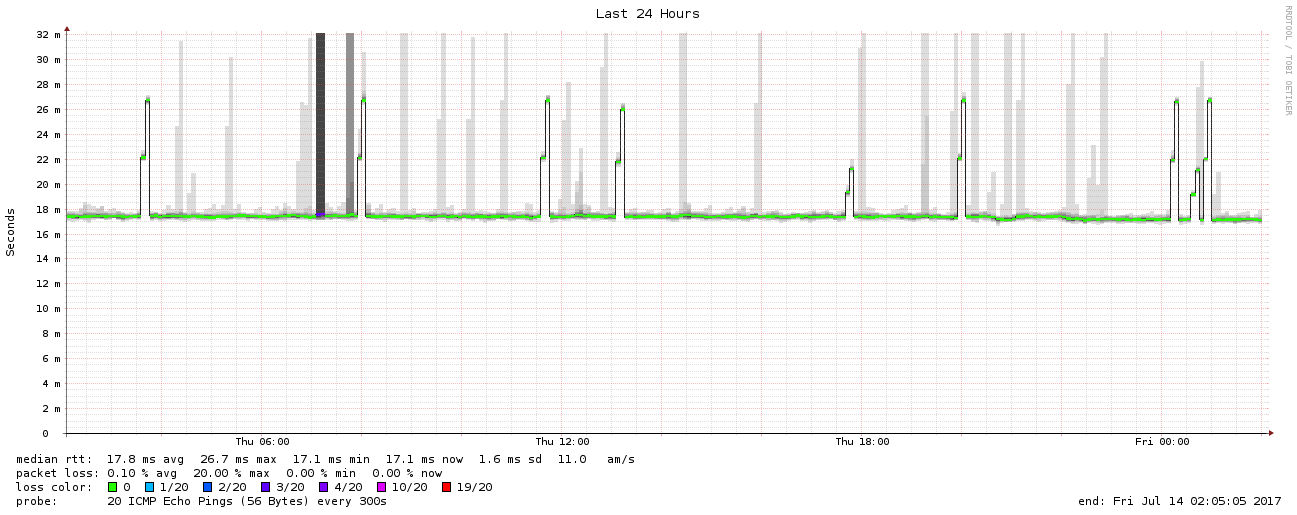 Last 24 Hours
RRDTOOL / TOBI OETIKER
Seconds
32 m
30 m
28 m
26 m
24 m
22 m
20 m
18 m
16 m
14 m
12 m
10 m
8 m
6 m
4 m
2 m
0
Thu 06:00 Thu 12:00 Thu 18:00 Fri 00:00
median rtt: 17.8 ms avg 26.7 ms max 17.1 ms min 17.1 ms now 1.6 ms sd 11.0 am/s
packet loss: 0.10 % avg 20.00 % max 0.00 % min 0.00 % now
loss color: 0 1/20 2/20 3/20 4/20 10/20 19/20
probe: 20 ICMP Echo Pings (56 Bytes) every 300s end: Fri Jul 14 02:05:05 2017